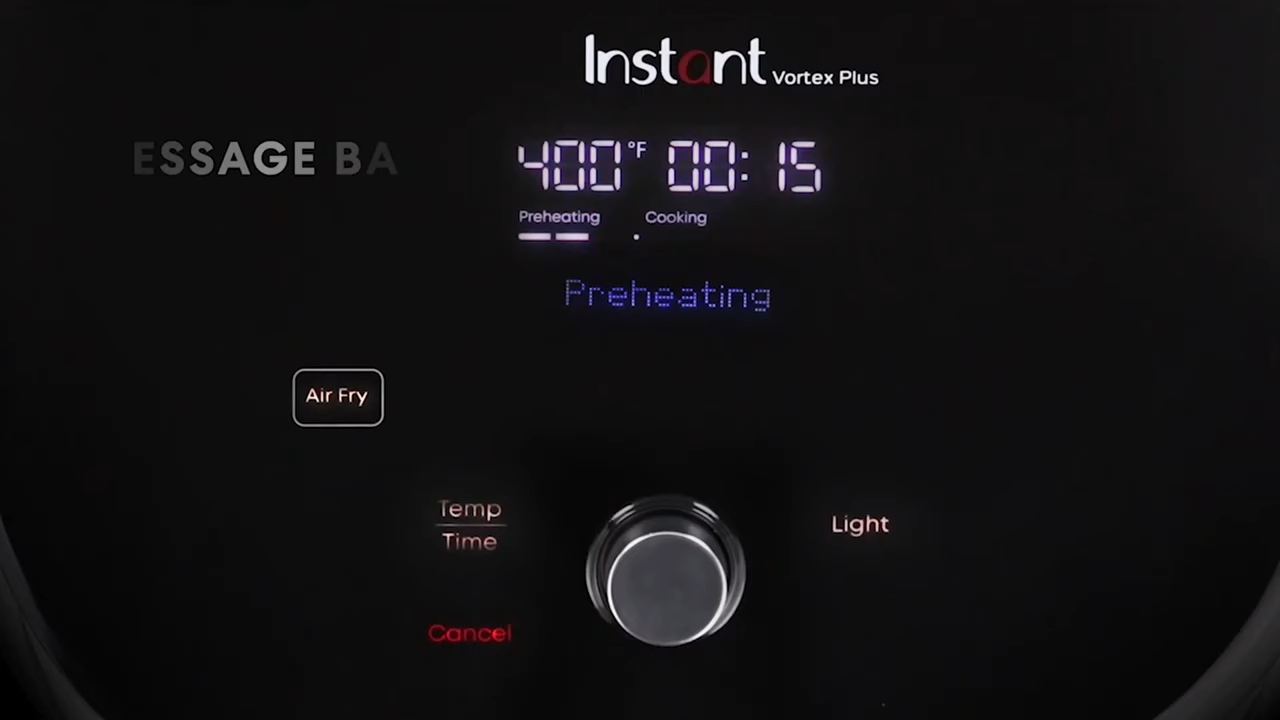 Instant Vortex Plus
ESSAGE BA
400°F 00:15
Preheating Cooking
Preheating
Air Fry
Temp
Time
Light
Cancel